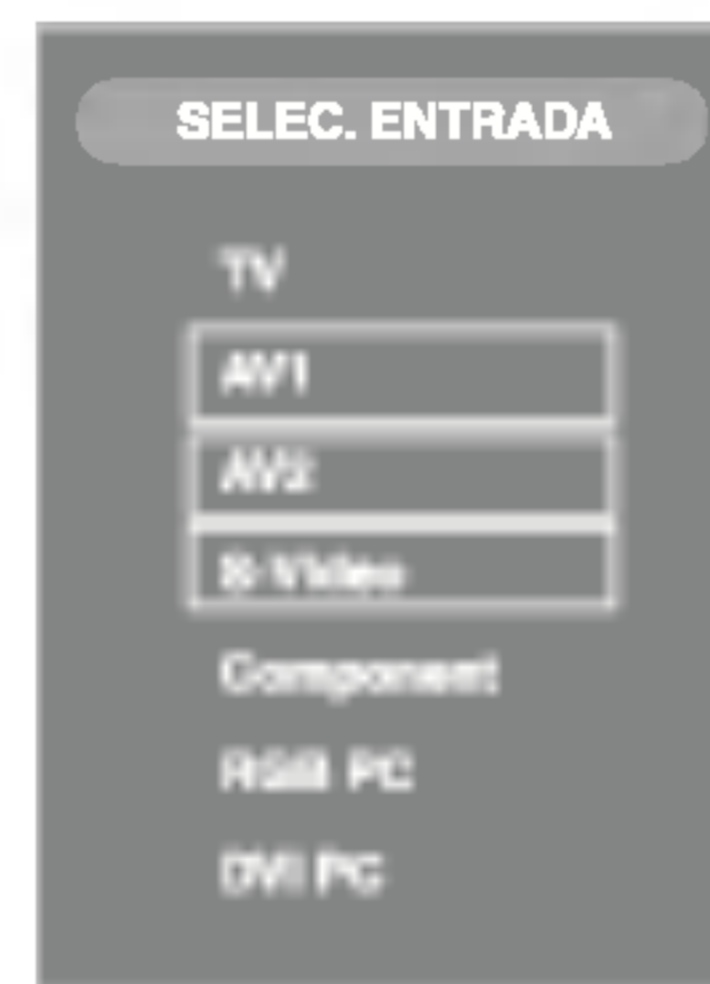 SELEC. ENTRADA
TV
AV1
AV2
S-Video
Component
RGB PC
DVI PC